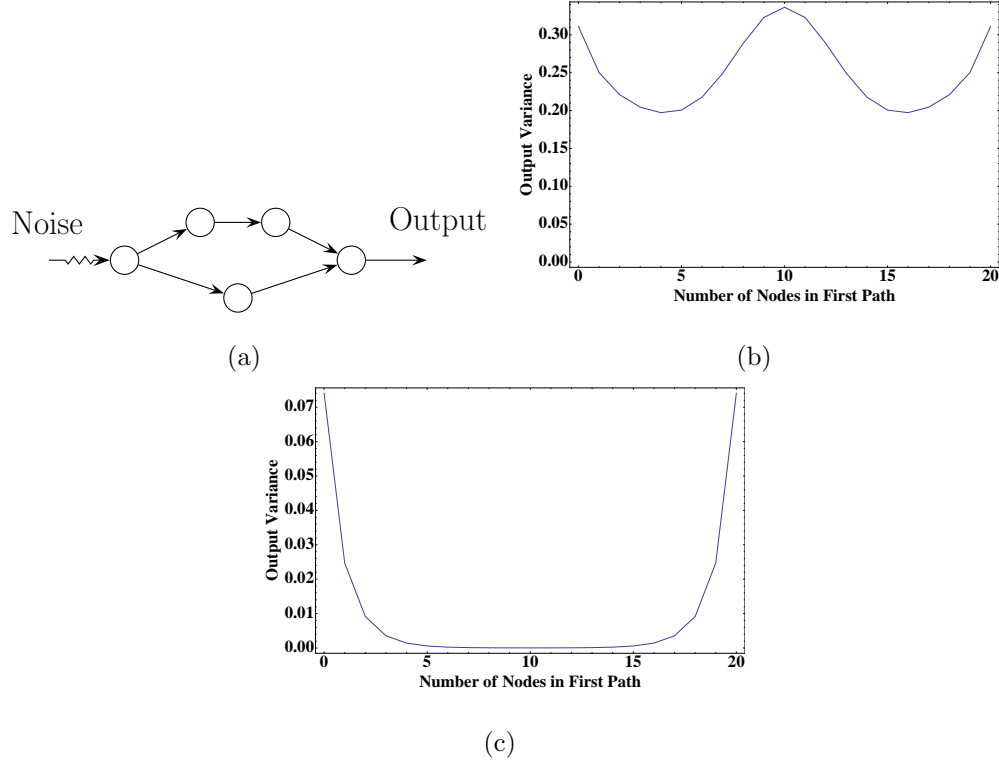 Noise
Output
(a)
Output Variance
0.30
0.25
0.20
0.15
0.10
0.05
0.00
0 5 10 15 20
Number of Nodes in First Path
(b)
Output Variance
0.07
0.06
0.05
0.04
0.03
0.02
0.01
0.00
0 5 10 15 20
Number of Nodes in First Path
(c)